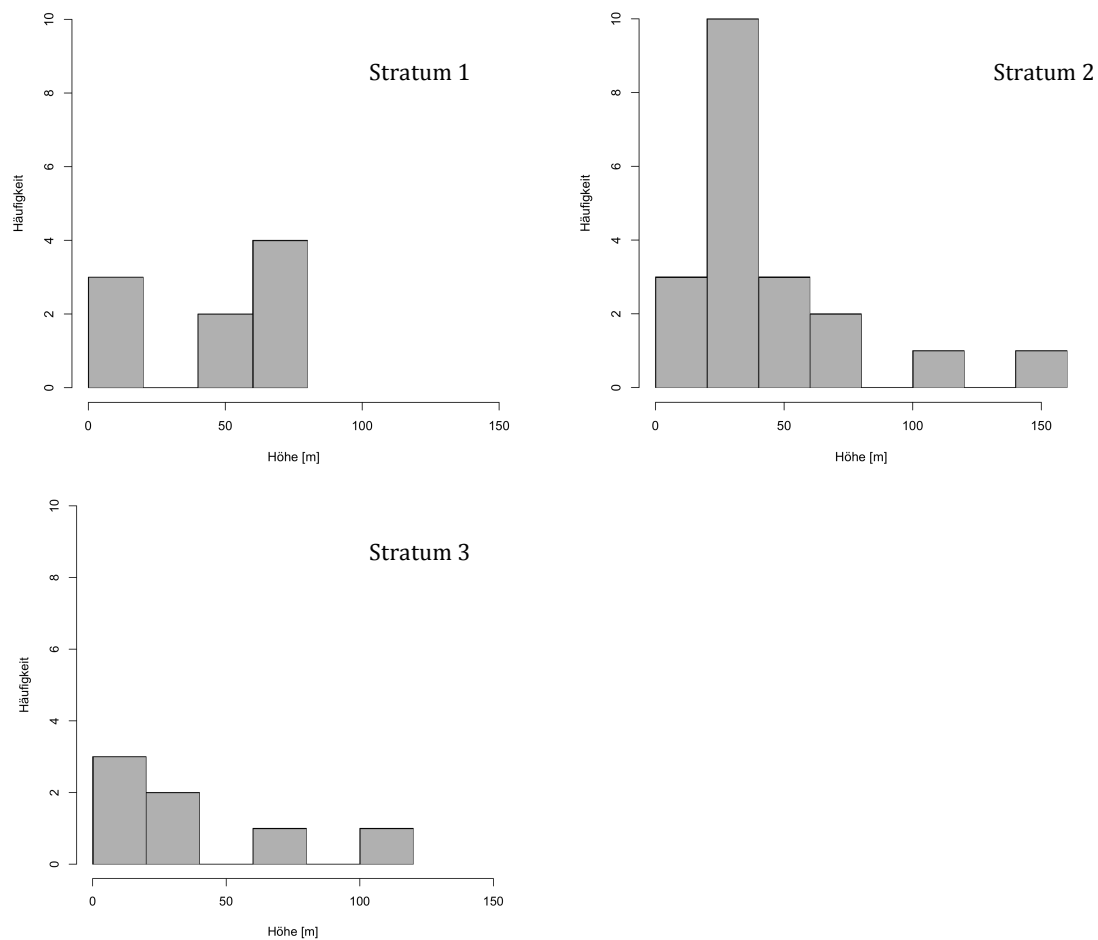 Stratum 1
Häufigkeit
0 2 4 6 8 10
0 50 100 150
Höhe [m]
Stratum 2
Häufigkeit
0 2 4 6 8 10
0 50 100 150
Höhe [m]
Stratum 3
Häufigkeit
0 2 4 6 8 10
0 50 100 150
Höhe [m]